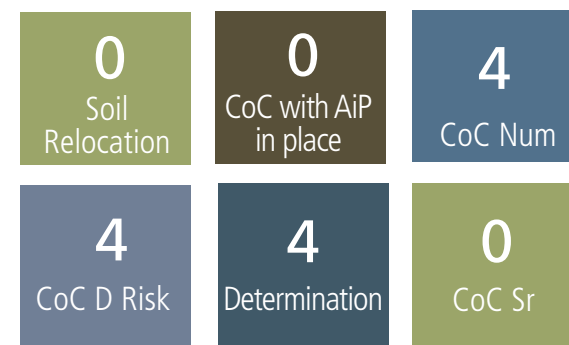 0
Soil
Relocation
0
CoC with AiP
in place
4
CoC Num
4
CoC D Risk
4
Determination
0
CoC Sr